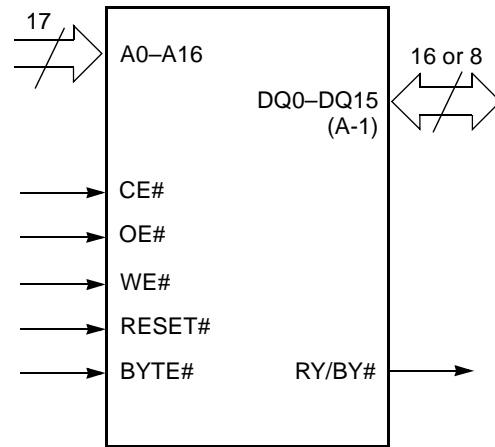 17
A0–A16
16 or 8
DQ0–DQ15
(A-1)
CE#
OE#
WE#
RESET#
BYTE#
RY/BY#